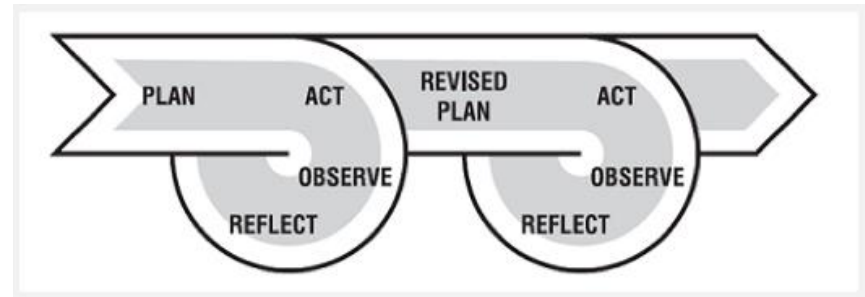 PLAN
ACT
OBSERVE
REFLECT
REVISED
PLAN
ACT
OBSERVE
REFLECT